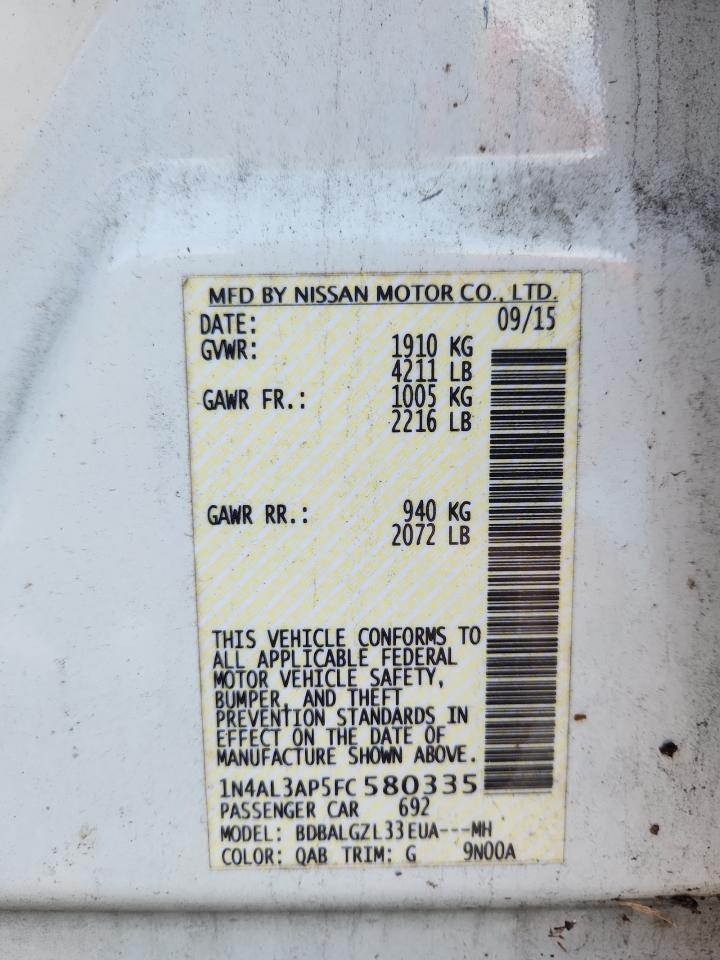 MFD BY NISSAN MOTOR CO., LTD.
DATE: 09/15
GVWR: 1910 KG
4211 LB
GAWR FR.: 1005 KG
2216 LB
GAWR RR.: 940 KG
2072 LB
THIS VEHICLE CONFORMS TO
ALL APPLICABLE FEDERAL
MOTOR VEHICLE SAFETY,
BUMPER, AND THEFT
PREVENTION STANDARDS IN
EFFECT ON THE DATE OF
MANUFACTURE SHOWN ABOVE.
1N4AL3AP5FC580335
PASSENGER CAR 692
MODEL: BDBALGZL33EUA---MH
COLOR: QAB TRIM: G 9N00A